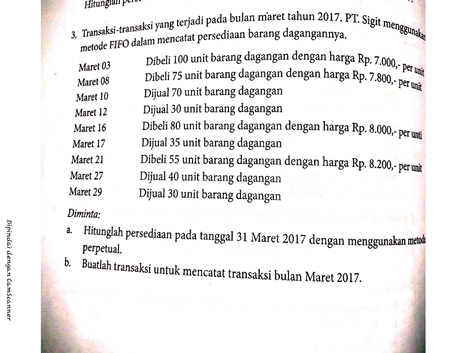 Hitunglah
3. Transaksi-transaksi yang terjadi pada bulan maret tahun 2017. PT. Sigit menggunakan
metode FIFO dalam mencatat persediaan barang dagangannya.
Maret 03 Dibeli 100 unit barang dagangan dengan harga Rp. 7.000,- per unit
Maret 08 Dibeli 75 unit barang dagangan dengan harga Rp. 7.800,- per unit
Maret 10 Dijual 70 unit barang dagangan
Maret 12 Dijual 30 unit barang dagangan
Maret 16 Dibeli 80 unit barang dagangan dengan harga Rp. 8.000,- per unti
Maret 17 Dijual 35 unit barang dagangan
Maret 21 Dibeli 55 unit barang dagangan dengan harga Rp. 8.200,- per unit
Maret 27 Dijual 40 unit barang dagangan
Maret 29 Dijual 30 unit barang dagangan
Diminta:
a. Hitunglah persediaan pada tanggal 31 Maret 2017 dengan menggunakan metode
perpetual.
b. Buatlah transaksi untuk mencatat transaksi bulan Maret 2017.
Dipindai dengan CamScanner